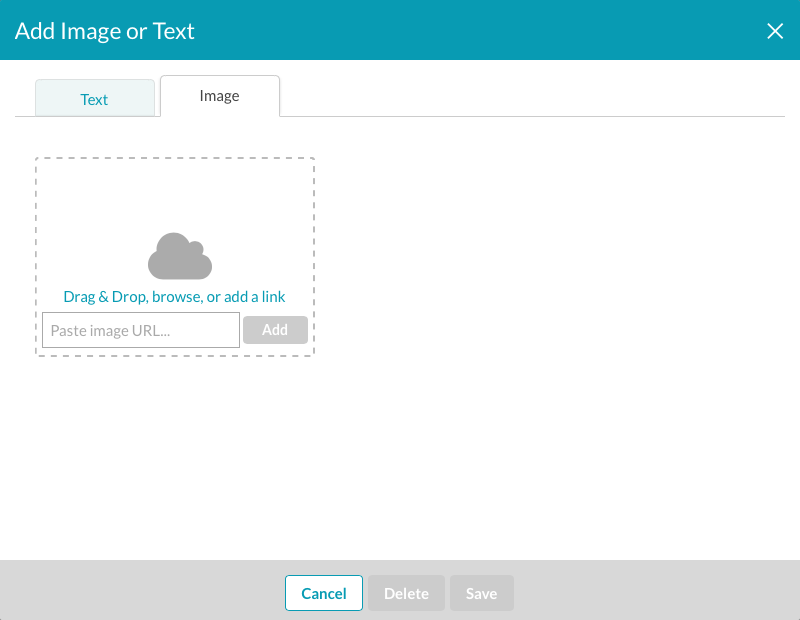 Add Image or Text
Text
Image
Drag & Drop, browse, or add a link
Paste image URL...
Add
Cancel
Delete
Save